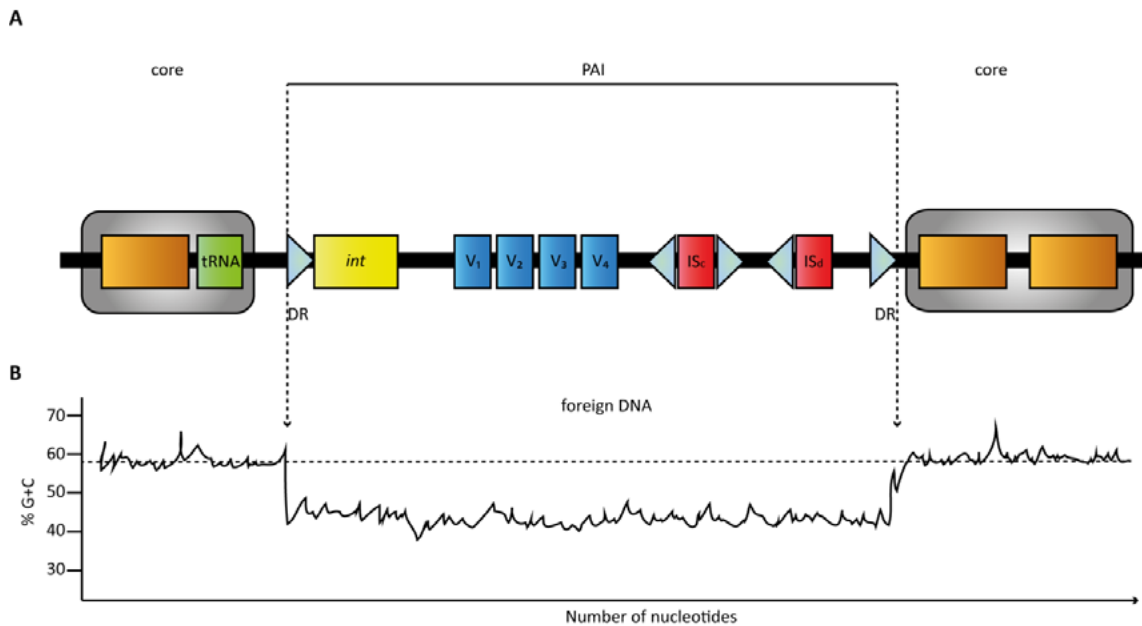 A
core
PAI
core
tRNA
int
V₁
V₂
V₃
V₄
ISc
ISd
DR
DR
B
foreign DNA
70
60
50
40
30
% G+C
Number of nucleotides